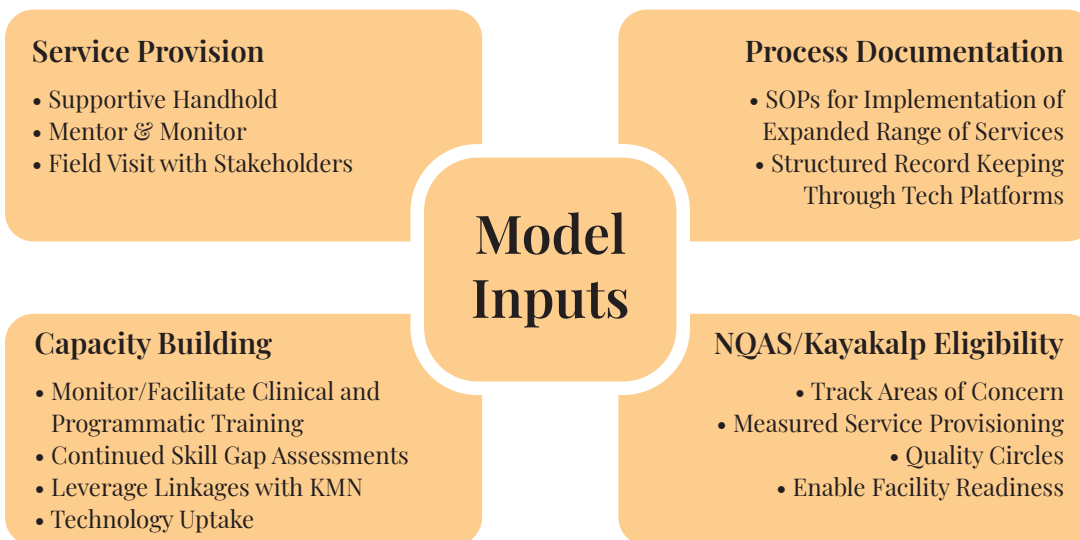 Service Provision
• Supportive Handhold
• Mentor & Monitor
• Field Visit with Stakeholders
Process Documentation
• SOPs for Implementation of
Expanded Range of Services
• Structured Record Keeping
Through Tech Platforms
Model
Inputs
Capacity Building
• Monitor/Facilitate Clinical and
Programmatic Training
• Continued Skill Gap Assessments
• Leverage Linkages with KMN
• Technology Uptake
NQAS/Kayakalp Eligibility
• Track Areas of Concern
• Measured Service Provisioning
• Quality Circles
• Enable Facility Readiness